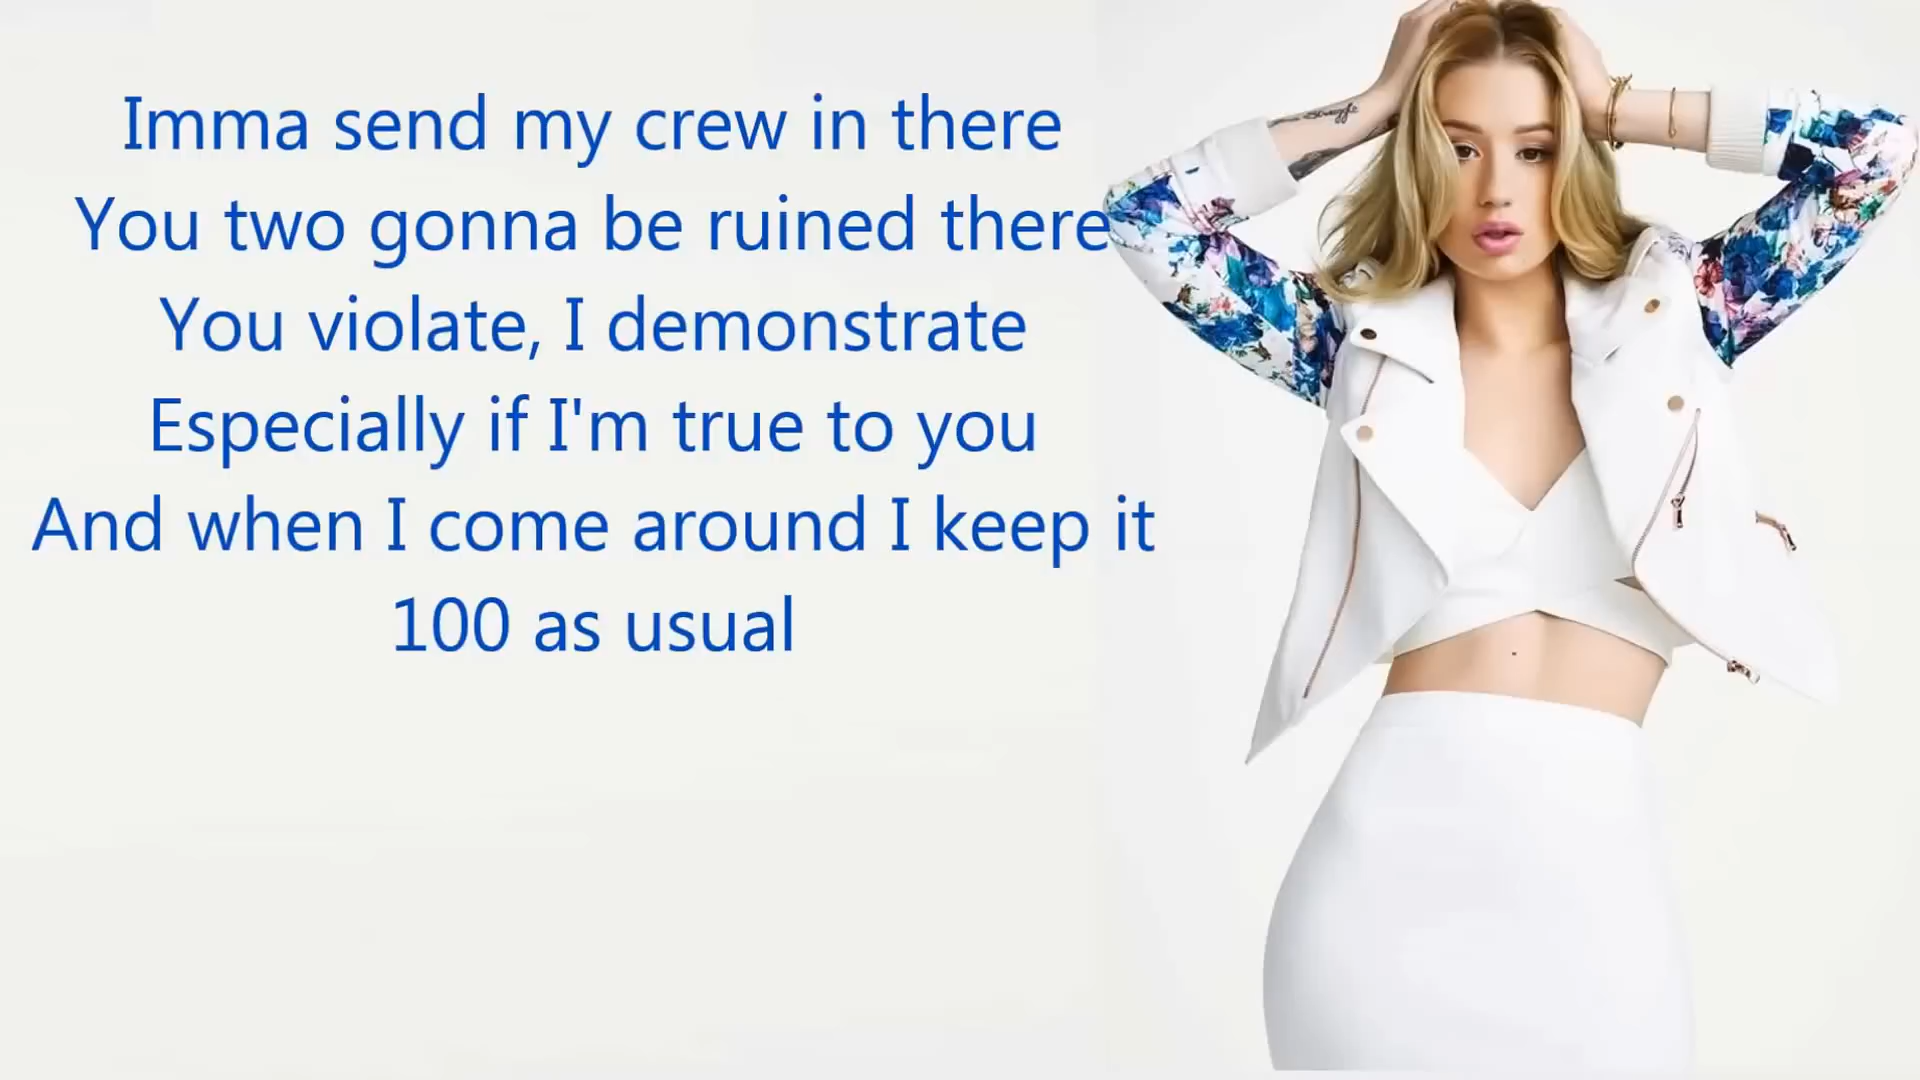 Imma send my crew in there
You two gonna be ruined there
You violate, I demonstrate
Especially if I'm true to you
And when I come around I keep it
100 as usual